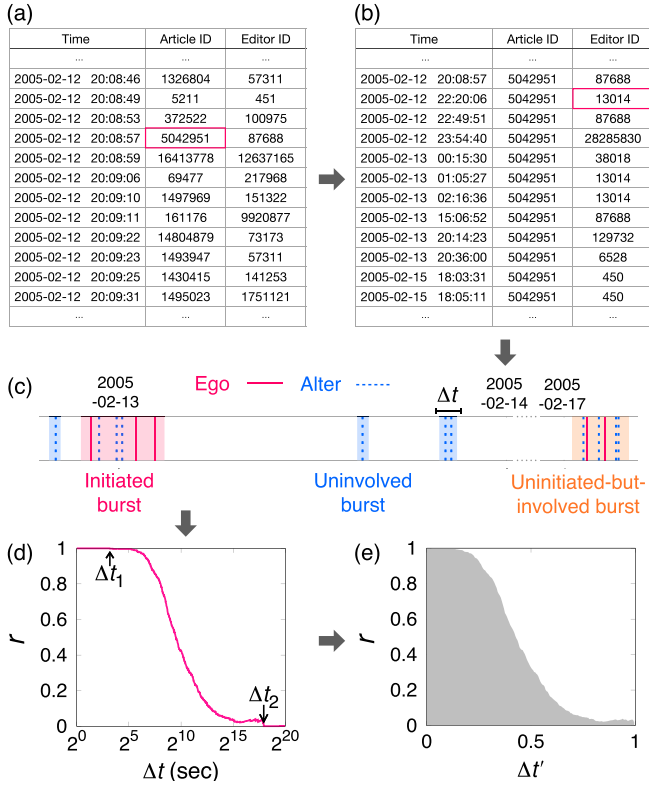 (a)
Time Article ID Editor ID
...
2005-02-12 20:08:46 1326804 57311
2005-02-12 20:08:49 5211 451
2005-02-12 20:08:53 372522 100975
2005-02-12 20:08:57 5042951 87688
2005-02-12 20:08:59 16413778 12637165
2005-02-12 20:09:06 69477 217968
2005-02-12 20:09:10 1497969 151322
2005-02-12 20:09:11 161176 9920877
2005-02-12 20:09:22 14804879 73173
2005-02-12 20:09:23 1493947 57311
2005-02-12 20:09:25 1430415 141253
2005-02-12 20:09:31 1495023 1751121
... ... ...
(b)
Time Article ID Editor ID
...
2005-02-12 20:08:57 5042951 87688
2005-02-12 22:20:06 5042951 13014
2005-02-12 22:49:51 5042951 87688
2005-02-12 23:54:40 5042951 28285830
2005-02-13 00:15:30 5042951 38018
2005-02-13 01:05:27 5042951 13014
2005-02-13 02:16:36 5042951 13014
2005-02-13 15:06:52 5042951 87688
2005-02-13 20:14:23 5042951 129732
2005-02-13 20:36:00 5042951 6528
2005-02-15 18:03:31 5042951 450
2005-02-15 18:05:11 5042951 450
... ... ...
(c)
2005
-02-13
Ego
Alter
Δt
2005
-02-14
2005
-02-17
Initiated
burst
Uninvolved
burst
Uninitiated-but-
involved burst
(d)
r
1
0.8
0.6
0.4
0.2
0
Δt₁
Δt₂
2⁰ 2⁵ 2¹⁰ 2¹⁵ 2²⁰
Δt (sec)
(e)
r
1
0.8
0.6
0.4
0.2
0
0 0.5 1
Δt′